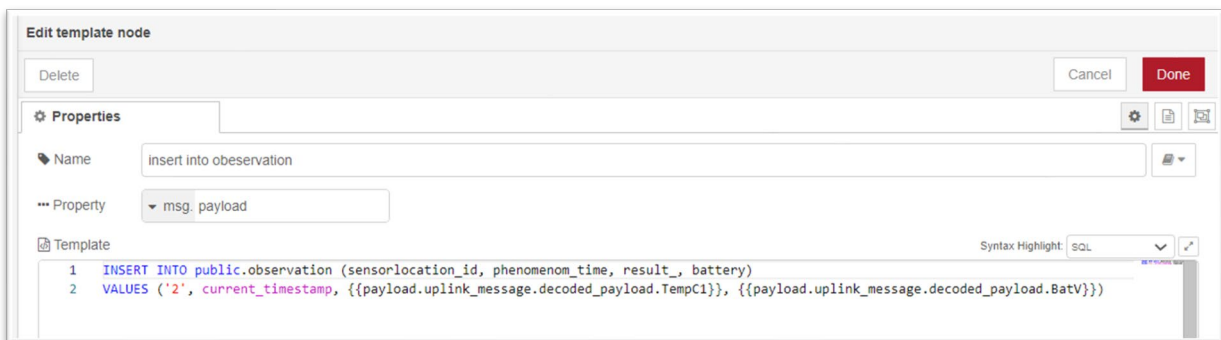 Edit template node
Delete
Cancel
Done
Properties
Name
insert into obeservation
Property
msg. payload
Template
Syntax Highlight: SQL
1 INSERT INTO public.observation (sensorlocation_id, phenomenom_time, result_, battery)
2 VALUES ('2', current_timestamp, {{payload.uplink_message.decoded_payload.TempC1}}, {{payload.uplink_message.decoded_payload.BatV}})